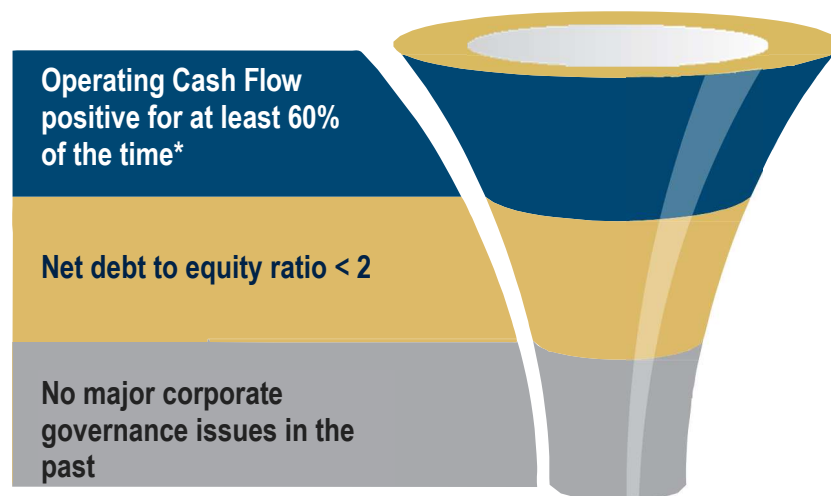 Operating Cash Flow
positive for at least 60%
of the time*
Net debt to equity ratio < 2
No major corporate
governance issues in the
past